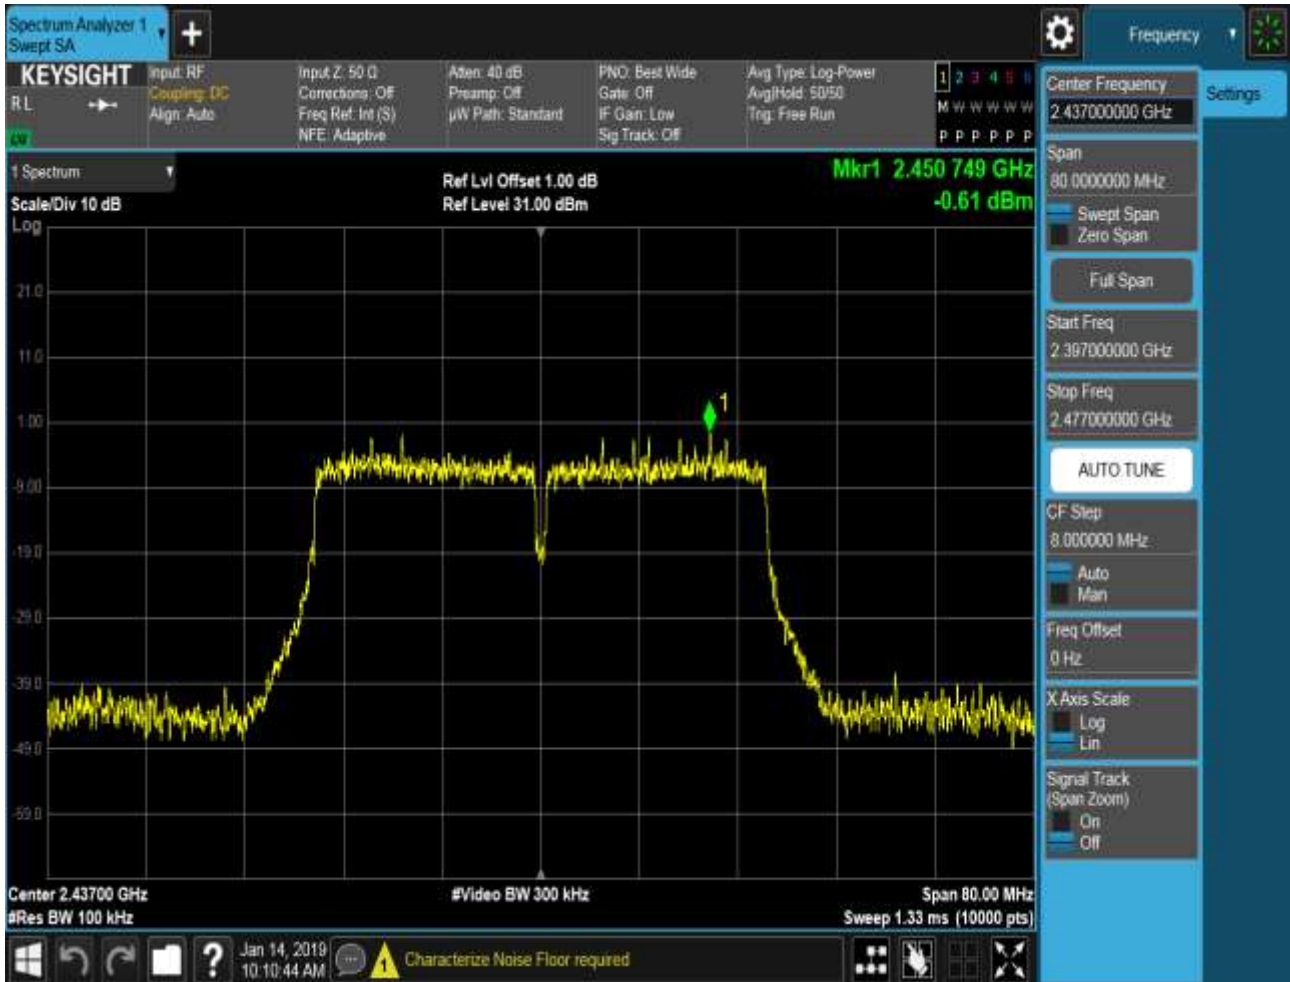 Spectrum Analyzer 1
Swept SA
+
Frequency
KEYSIGHT
RL
LXI
Input: RF
Coupling: DC
Align: Auto
Input Z: 50 Ω
Corrections: Off
Freq Ref: Int (S)
NFE: Adaptive
Atten: 40 dB
Preamp: Off
µW Path: Standard
PNO: Best Wide
Gate: Off
IF Gain: Low
Sig Track: Off
Avg Type: Log-Power
Avg|Hold: 50/50
Trig: Free Run
1 2 3 4 5 6
M W W W W W
P P P P P P
1 Spectrum
Scale/Div 10 dB
Log
Ref Lvl Offset 1.00 dB
Ref Level 31.00 dBm
Mkr1 2.450 749 GHz
-0.61 dBm
21.0
11.0
1.00
-9.00
-19.0
-29.0
-39.0
-49.0
-59.0
1
Center 2.43700 GHz
#Res BW 100 kHz
#Video BW 300 kHz
Span 80.00 MHz
Sweep 1.33 ms (10000 pts)
Center Frequency
2.437000000 GHz
Settings
Span
80.0000000 MHz
Swept Span
Zero Span
Full Span
Start Freq
2.397000000 GHz
Stop Freq
2.477000000 GHz
AUTO TUNE
CF Step
8.000000 MHz
Auto
Man
Freq Offset
0 Hz
X Axis Scale
Log
Lin
Signal Track
(Span Zoom)
On
Off
?
Jan 14, 2019
10:10:44 AM
1
Characterize Noise Floor required